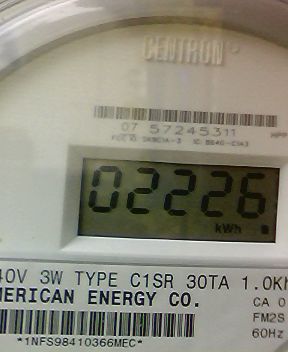 CENTRON®
07 57245311
02226
kWh
40V 3W TYPE C1SR 30TA 1.0Kh
MERICAN ENERGY CO.
CA 0
FM2S
60Hz
*1NFS98410366MEC*